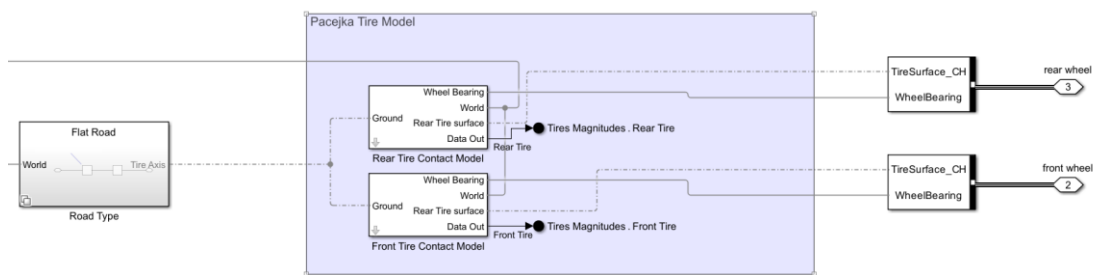 Pacejka Tire Model
Flat Road
World
Tire Axis
Road Type
Ground
Wheel Bearing
World
Rear Tire surface
Data Out
Rear Tire
Rear Tire Contact Model
Tires Magnitudes . Rear Tire
Ground
Wheel Bearing
World
Rear Tire surface
Data Out
Front Tire
Front Tire Contact Model
Tires Magnitudes . Front Tire
TireSurface_CH
WheelBearing
rear wheel
3
TireSurface_CH
WheelBearing
front wheel
2